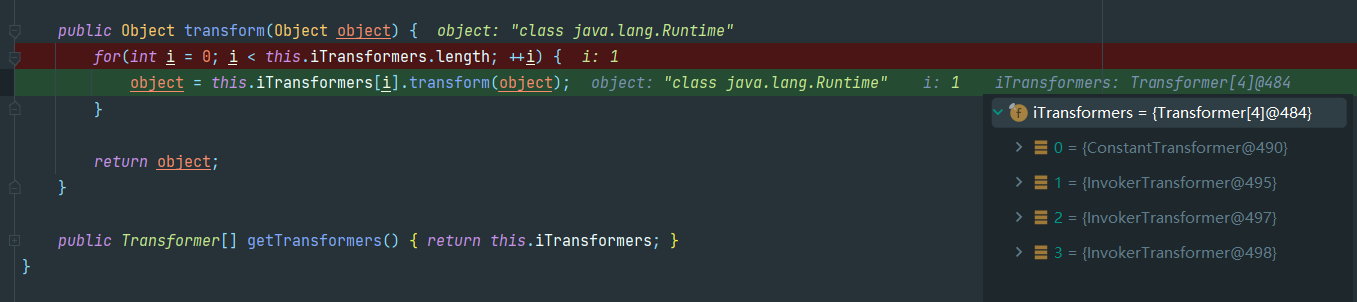 public Object transform(Object object) {  object: "class java.lang.Runtime"
for(int i = 0; i < this.iTransformers.length; ++i) {  i: 1
object = this.iTransformers[i].transform(object);  object: "class java.lang.Runtime"  i: 1  iTransformers: Transformer[4]@484
}
return object;
}
public Transformer[] getTransformers() { return this.iTransformers; }
}
f iTransformers = {Transformer[4]@484}
0 = {ConstantTransformer@490}
1 = {InvokerTransformer@495}
2 = {InvokerTransformer@497}
3 = {InvokerTransformer@498}